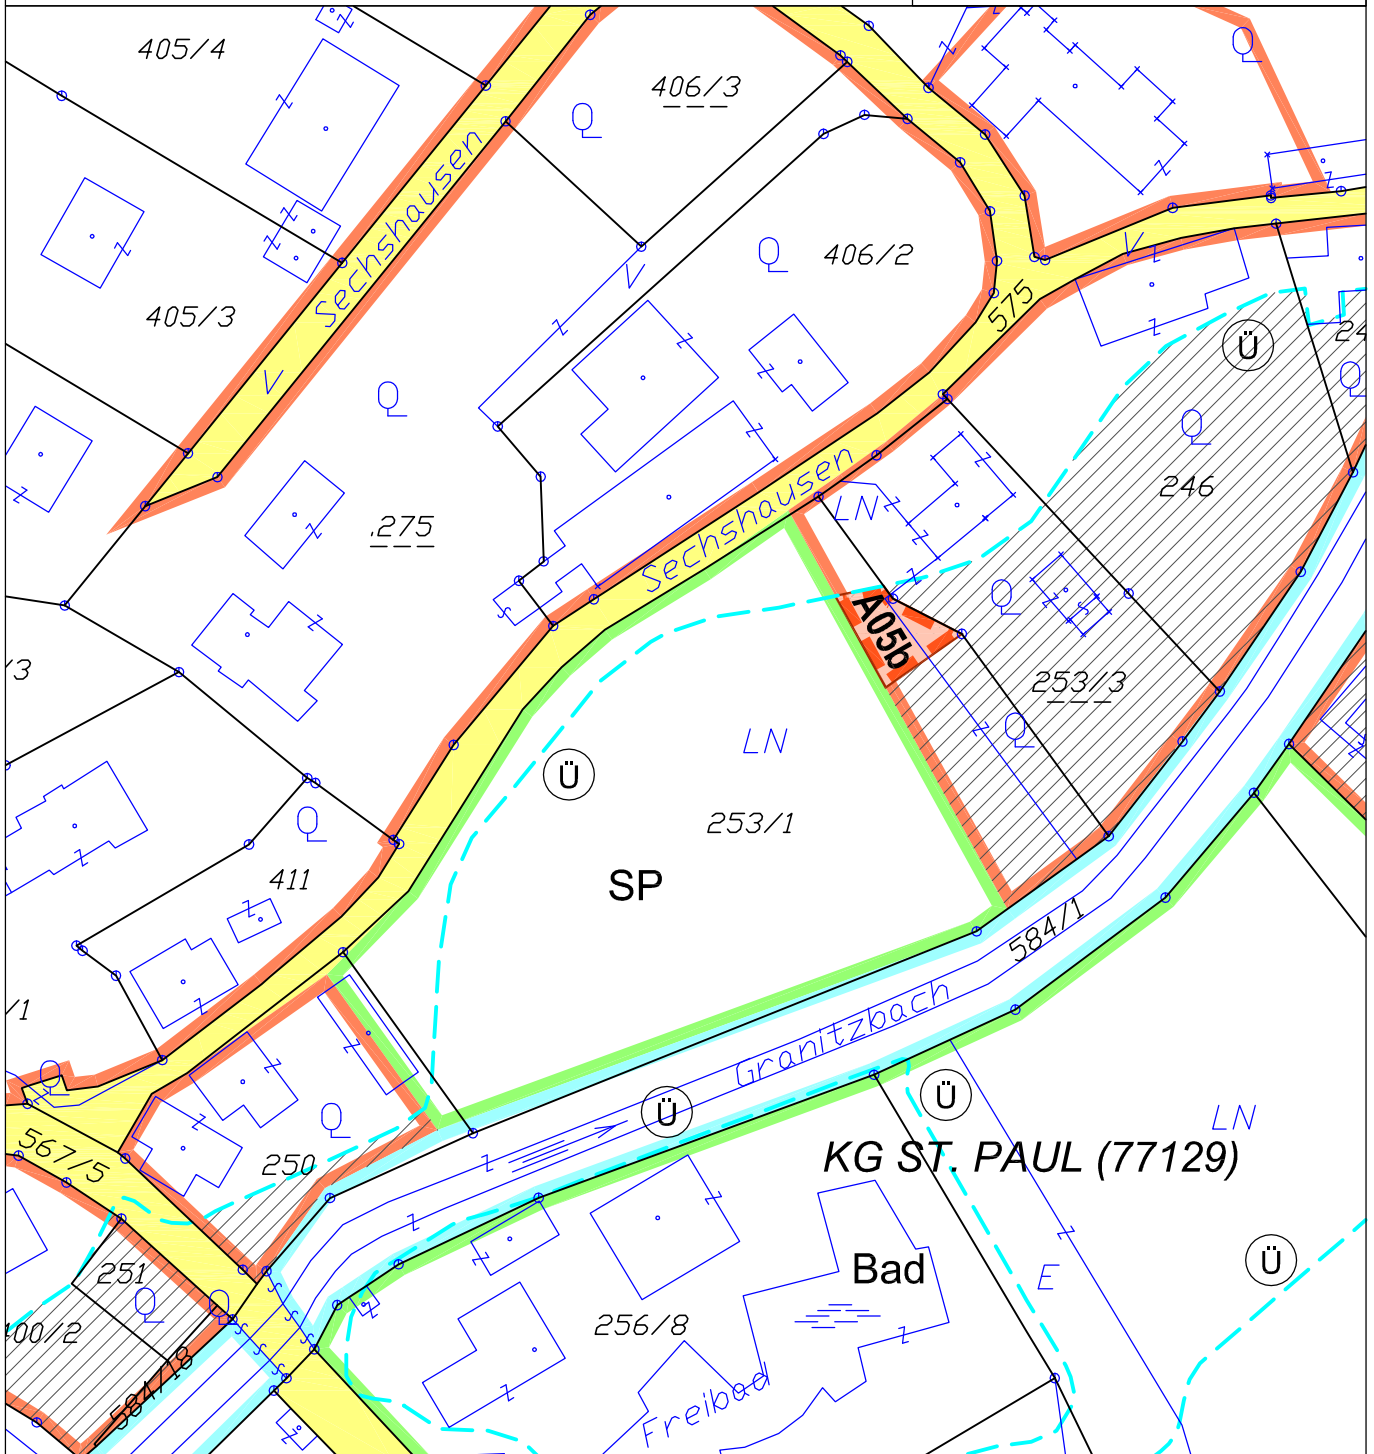 405/4
406/3
Sechshausen
406/2
405/3
575
Ü
246
.275
Sechshausen
LN
A05b
253/3
/3
LN
Ü
253/1
SP
411
584/1
/1
Granitzbach
Ü
Ü
LN
567/5
250
KG ST. PAUL (77129)
251
Bad
E
Ü
256/8
Freibad